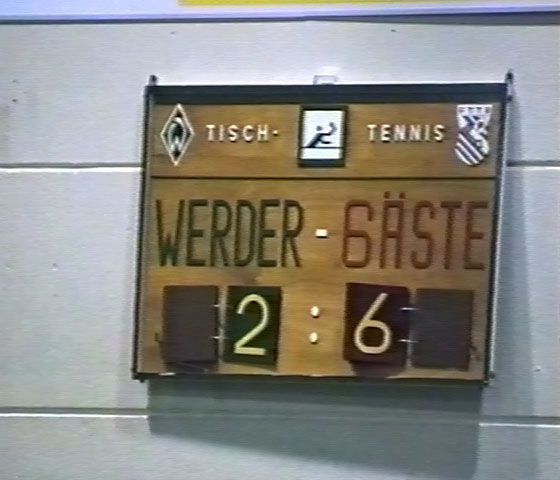 TISCH- TENNIS
WERDER - GÄSTE
2 : 6